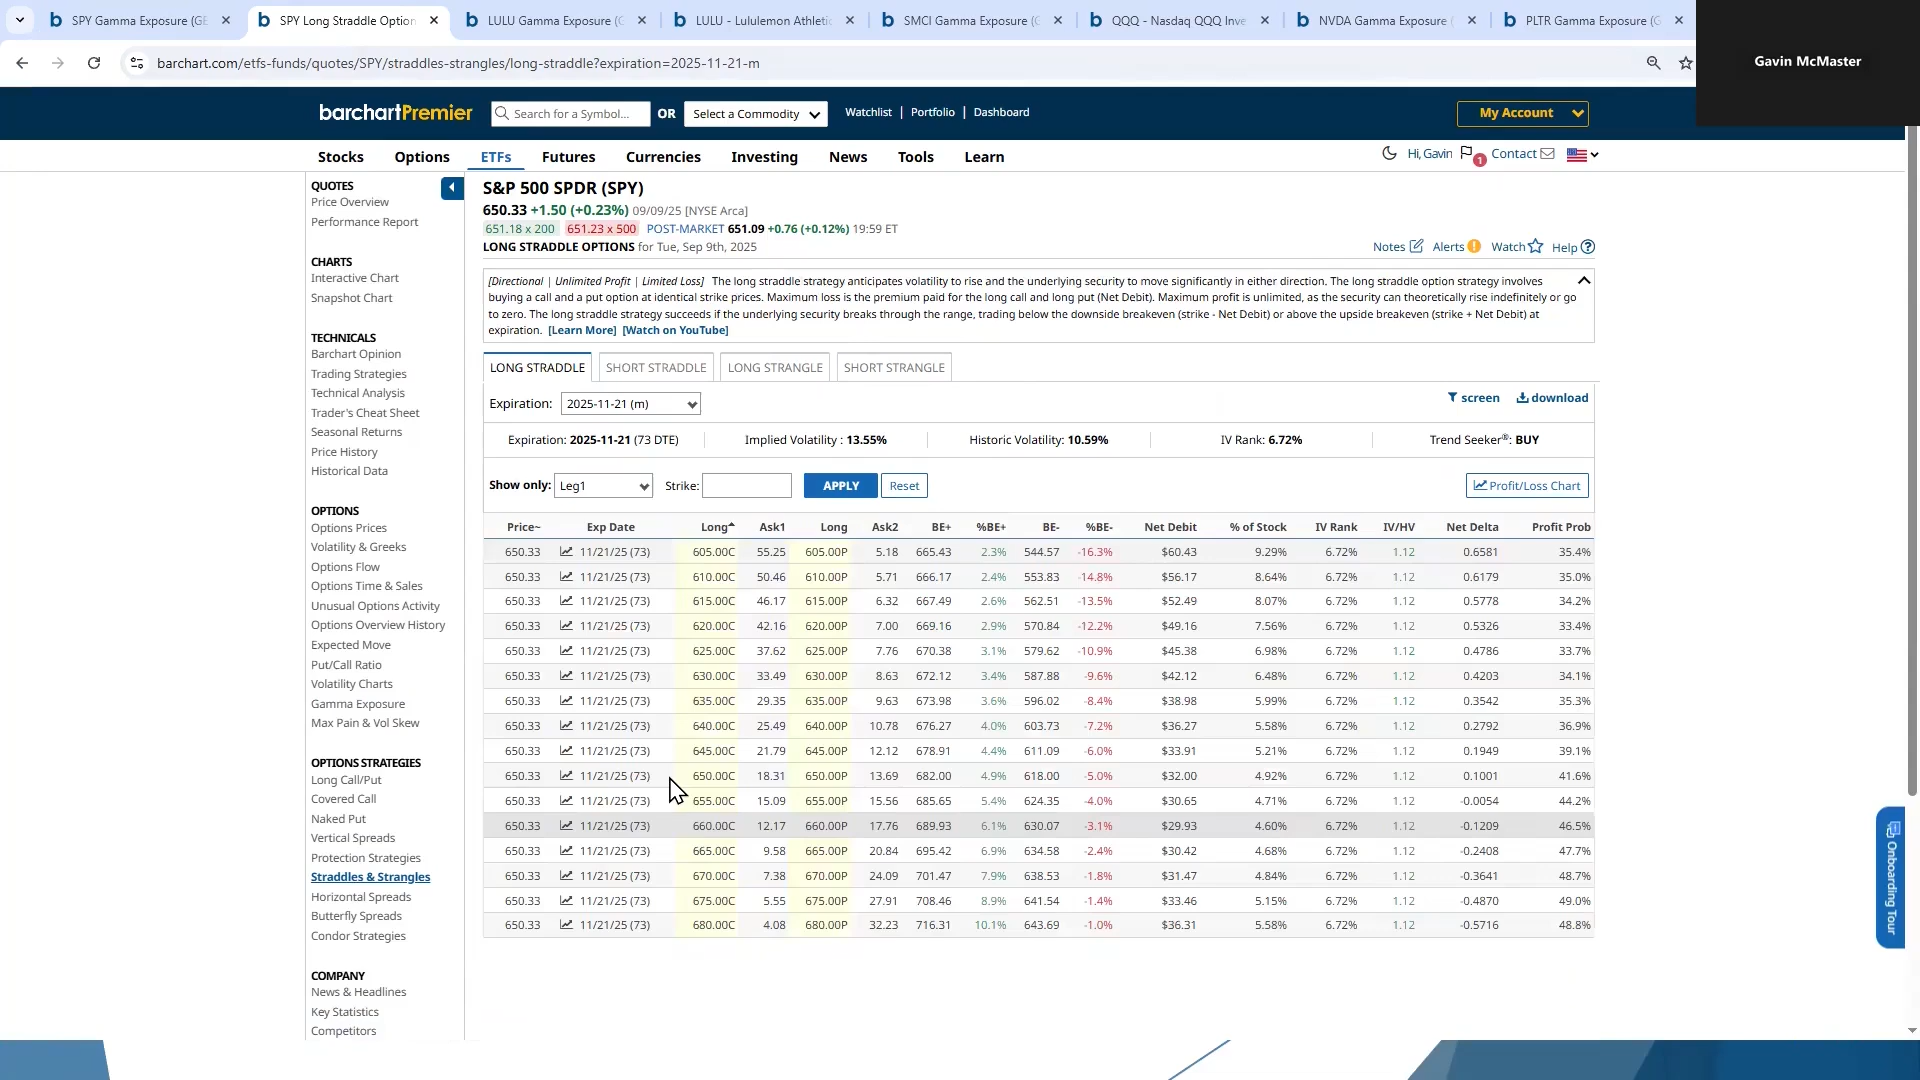 SPY Gamma Exposure (GE
SPY Long Straddle Option
LULU Gamma Exposure (G
LULU - Lululemon Athletic
SMCI Gamma Exposure (G
QQQ - Nasdaq QQQ Inve
NVDA Gamma Exposure (
PLTR Gamma Exposure (G
barchart.com/etfs-funds/quotes/SPY/straddles-strangles/long-straddle?expiration=2025-11-21-m
Gavin McMaster
barchartPremier
Search for a Symbol...
OR
Select a Commodity
Watchlist | Portfolio | Dashboard
My Account
Stocks Options ETFs Futures Currencies Investing News Tools Learn
Hi, Gavin 1 Contact
QUOTES
Price Overview
Performance Report
CHARTS
Interactive Chart
Snapshot Chart
TECHNICALS
Barchart Opinion
Trading Strategies
Technical Analysis
Trader's Cheat Sheet
Seasonal Returns
Price History
Historical Data
OPTIONS
Options Prices
Volatility & Greeks
Options Flow
Options Time & Sales
Unusual Options Activity
Options Overview History
Expected Move
Put/Call Ratio
Volatility Charts
Gamma Exposure
Max Pain & Vol Skew
OPTIONS STRATEGIES
Long Call/Put
Covered Call
Naked Put
Vertical Spreads
Protection Strategies
Straddles & Strangles
Horizontal Spreads
Butterfly Spreads
Condor Strategies
COMPANY
News & Headlines
Key Statistics
Competitors
S&P 500 SPDR (SPY)
650.33 +1.50 (+0.23%) 09/09/25 [NYSE Arca]
651.18 x 200 651.23 x 500 POST-MARKET 651.09 +0.76 (+0.12%) 19:59 ET
LONG STRADDLE OPTIONS for Tue, Sep 9th, 2025
Notes Alerts Watch Help
[Directional | Unlimited Profit | Limited Loss] The long straddle strategy anticipates volatility to rise and the underlying security to move significantly in either direction. The long straddle option strategy involves
buying a call and a put option at identical strike prices. Maximum loss is the premium paid for the long call and long put (Net Debit). Maximum profit is unlimited, as the security can theoretically rise indefinitely or go
to zero. The long straddle strategy succeeds if the underlying security breaks through the range, trading below the downside breakeven (strike - Net Debit) or above the upside breakeven (strike + Net Debit) at
expiration. [Learn More] [Watch on YouTube]
LONG STRADDLE SHORT STRADDLE LONG STRANGLE SHORT STRANGLE
Expiration: 2025-11-21 (m) screen download
Expiration: 2025-11-21 (73 DTE) Implied Volatility : 13.55% Historic Volatility: 10.59% IV Rank: 6.72% Trend Seeker®: BUY
Show only: Leg1 Strike: APPLY Reset Profit/Loss Chart
Price~ Exp Date Long Ask1 Long Ask2 BE+ %BE+ BE- %BE- Net Debit % of Stock IV Rank IV/HV Net Delta Profit Prob
650.33 11/21/25 (73) 605.00C 55.25 605.00P 5.18 665.43 2.3% 544.57 -16.3% $60.43 9.29% 6.72% 1.12 0.6581 35.4%
650.33 11/21/25 (73) 610.00C 50.46 610.00P 5.71 666.17 2.4% 553.83 -14.8% $56.17 8.64% 6.72% 1.12 0.6179 35.0%
650.33 11/21/25 (73) 615.00C 46.17 615.00P 6.32 667.49 2.6% 562.51 -13.5% $52.49 8.07% 6.72% 1.12 0.5778 34.2%
650.33 11/21/25 (73) 620.00C 42.16 620.00P 7.00 669.16 2.9% 570.84 -12.2% $49.16 7.56% 6.72% 1.12 0.5326 33.4%
650.33 11/21/25 (73) 625.00C 37.62 625.00P 7.76 670.38 3.1% 579.62 -10.9% $45.38 6.98% 6.72% 1.12 0.4786 33.7%
650.33 11/21/25 (73) 630.00C 33.49 630.00P 8.63 672.12 3.4% 587.88 -9.6% $42.12 6.48% 6.72% 1.12 0.4203 34.1%
650.33 11/21/25 (73) 635.00C 29.35 635.00P 9.63 673.98 3.6% 596.02 -8.4% $38.98 5.99% 6.72% 1.12 0.3542 35.3%
650.33 11/21/25 (73) 640.00C 25.49 640.00P 10.78 676.27 4.0% 603.73 -7.2% $36.27 5.58% 6.72% 1.12 0.2792 36.9%
650.33 11/21/25 (73) 645.00C 21.79 645.00P 12.12 678.91 4.4% 611.09 -6.0% $33.91 5.21% 6.72% 1.12 0.1949 39.1%
650.33 11/21/25 (73) 650.00C 18.31 650.00P 13.69 682.00 4.9% 618.00 -5.0% $32.00 4.92% 6.72% 1.12 0.1001 41.6%
650.33 11/21/25 (73) 655.00C 15.09 655.00P 15.56 685.65 5.4% 624.35 -4.0% $30.65 4.71% 6.72% 1.12 -0.0054 44.2%
650.33 11/21/25 (73) 660.00C 12.17 660.00P 17.76 689.93 6.1% 630.07 -3.1% $29.93 4.60% 6.72% 1.12 -0.1209 46.5%
650.33 11/21/25 (73) 665.00C 9.58 665.00P 20.84 695.42 6.9% 634.58 -2.4% $30.42 4.68% 6.72% 1.12 -0.2408 47.7%
650.33 11/21/25 (73) 670.00C 7.38 670.00P 24.09 701.47 7.9% 638.53 -1.8% $31.47 4.84% 6.72% 1.12 -0.3641 48.7%
650.33 11/21/25 (73) 675.00C 5.55 675.00P 27.91 708.46 8.9% 641.54 -1.4% $33.46 5.15% 6.72% 1.12 -0.4870 49.0%
650.33 11/21/25 (73) 680.00C 4.08 680.00P 32.23 716.31 10.1% 643.69 -1.0% $36.31 5.58% 6.72% 1.12 -0.5716 48.8%
Onboarding Tour